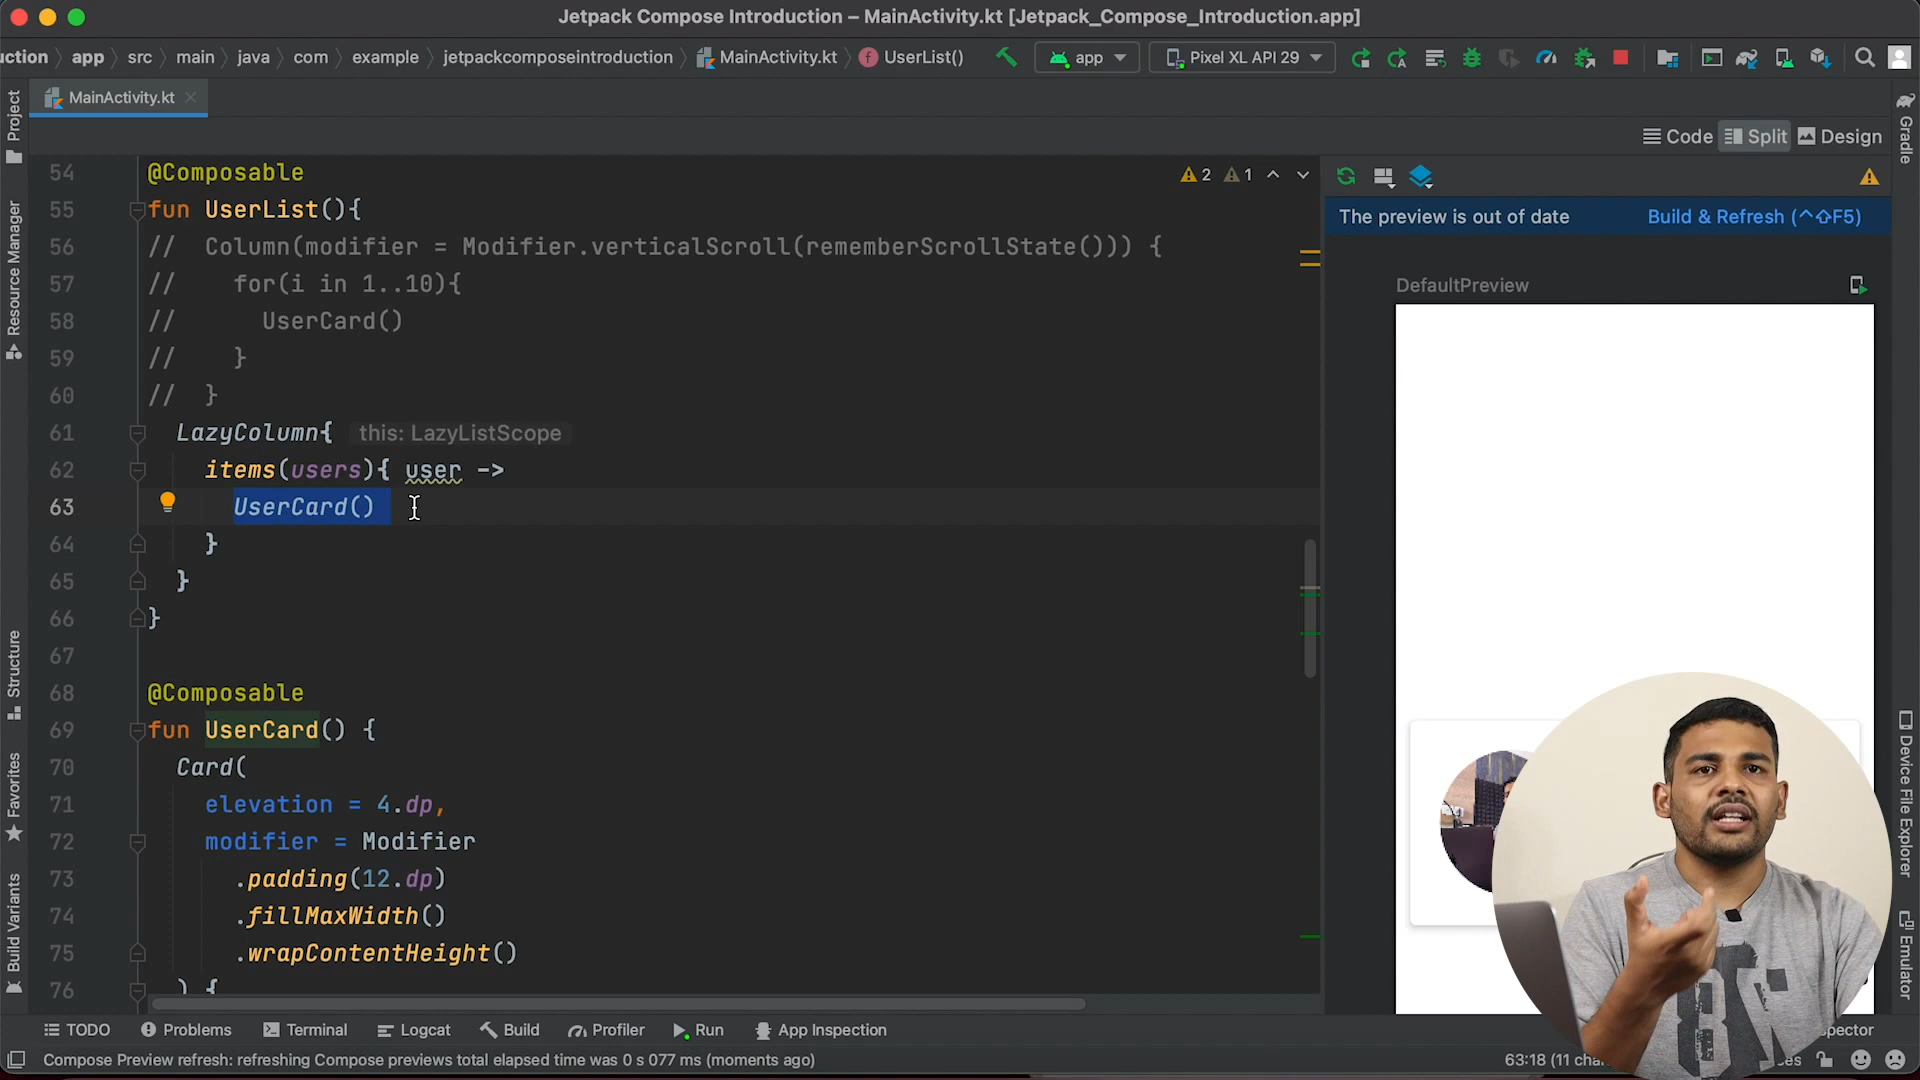 Jetpack Compose Introduction – MainActivity.kt [Jetpack_Compose_Introduction.app]
uction app src main java com example jetpackcomposeintroduction MainActivity.kt UserList() app Pixel XL API 29
MainActivity.kt
Code Split Design
Project
Resource Manager
Structure
Favorites
Build Variants
54 @Composable
55 fun UserList(){
56 // Column(modifier = Modifier.verticalScroll(rememberScrollState())) {
57 // for(i in 1..10){
58 // UserCard()
59 // }
60 // }
61 LazyColumn{ this: LazyListScope
62 items(users){ user ->
63 UserCard()
64 }
65 }
66 }
67
68 @Composable
69 fun UserCard() {
70 Card(
71 elevation = 4.dp,
72 modifier = Modifier
73 .padding(12.dp)
74 .fillMaxWidth()
75 .wrapContentHeight()
76 ) {
2 1
The preview is out of date Build & Refresh (^⇧F5)
DefaultPreview
Gradle
Device File Explorer
Emulator
TODO Problems Terminal Logcat Build Profiler Run App Inspection
Compose Preview refresh: refreshing Compose previews total elapsed time was 0 s 077 ms (moments ago) 63:18 (11